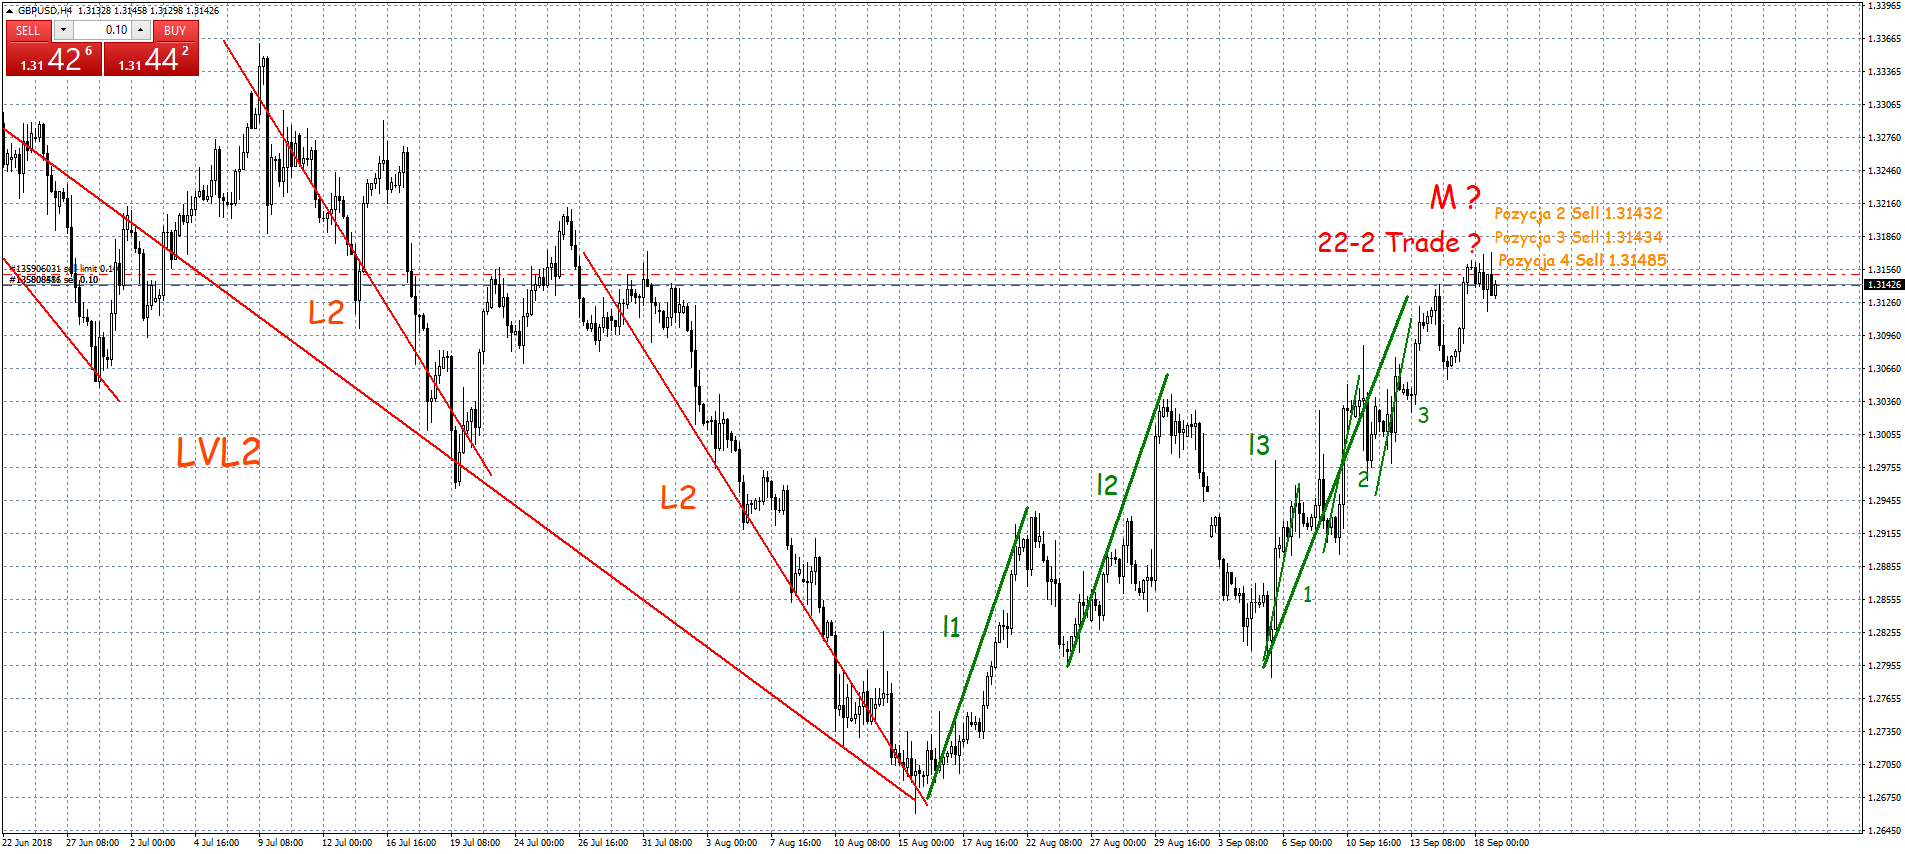 GBPUSD,H4 1.31328 1.31458 1.31298 1.31426
SELL 0.10 BUY
1.31 42 6 1.31 44 2
M ?
22-2 Trade ?
Pozycja 2 Sell 1.31432
Pozycja 3 Sell 1.31434
Pozycja 4 Sell 1.31485
#135906031 sell limit 0.1
sell 0.10
L2
LVL2
L2
l1
l2
l3
1
2
3
1.33965
1.33665
1.33365
1.33065
1.32760
1.32460
1.32160
1.31860
1.31560
1.31426
1.31260
1.30960
1.30660
1.30360
1.30055
1.29755
1.29455
1.29155
1.28855
1.28555
1.28255
1.27955
1.27655
1.27350
1.27050
1.26750
1.26450
22 Jun 2018 27 Jun 08:00 2 Jul 00:00 4 Jul 16:00 9 Jul 08:00 12 Jul 00:00 16 Jul 16:00 19 Jul 08:00 24 Jul 00:00 26 Jul 16:00 31 Jul 08:00 3 Aug 00:00 7 Aug 16:00 10 Aug 08:00 15 Aug 00:00 17 Aug 16:00 22 Aug 08:00 27 Aug 00:00 29 Aug 16:00 3 Sep 08:00 6 Sep 00:00 10 Sep 16:00 13 Sep 08:00 18 Sep 00:00